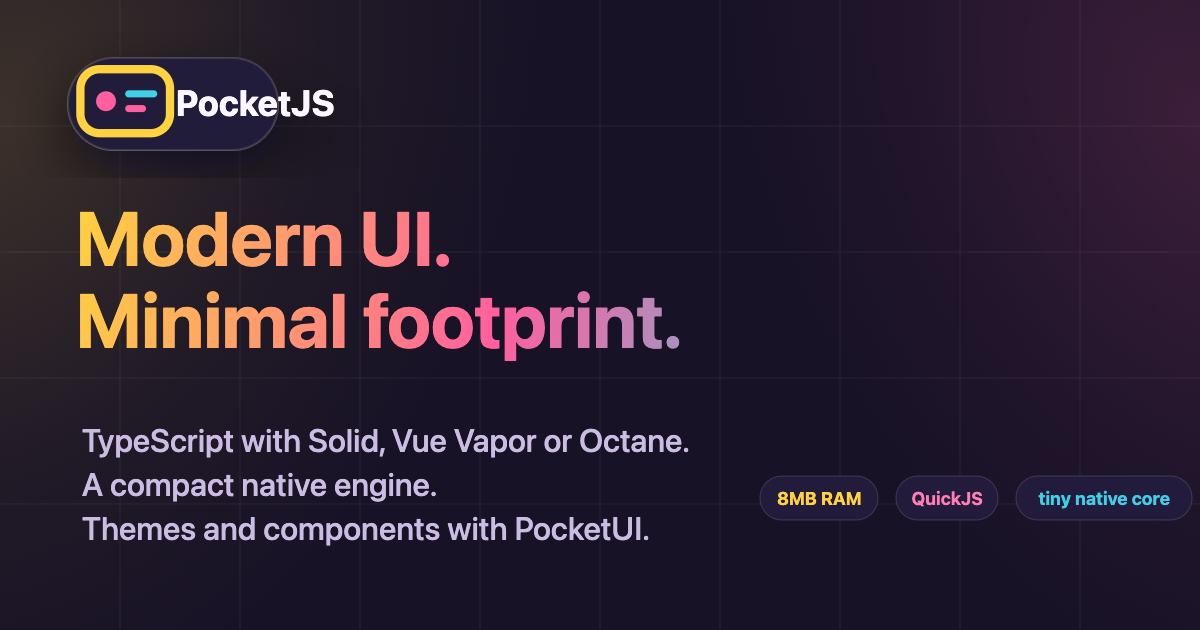 PocketJS
Modern UI.
Minimal footprint.
TypeScript with Solid, Vue Vapor or Octane.
A compact native engine.
Themes and components with PocketUI.
8MB RAM
QuickJS
tiny native core